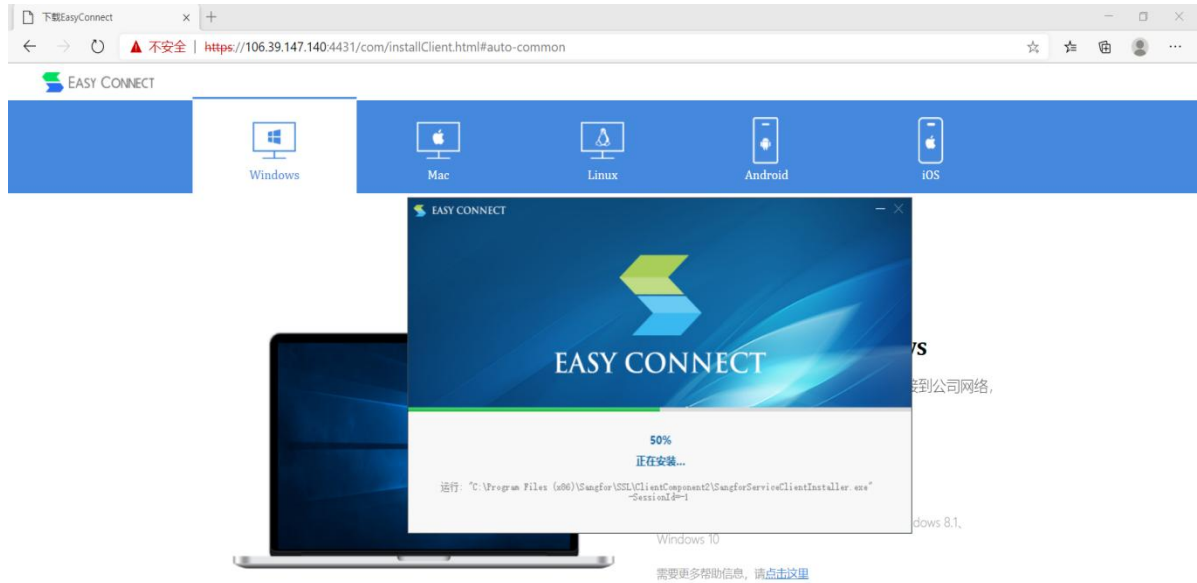 下载EasyConnect
不安全 | https://106.39.147.140:4431/com/installClient.html#auto-common
EASY CONNECT
Windows
Mac
Linux
Android
iOS
EASY CONNECT
EASY CONNECT
50%
正在安装...
运行: "C:\Program Files (x86)\Sangfor\SSL\ClientComponent2\SangforServiceClientInstaller.exe"
-SessionId=-1
接到公司网络,
dows 8.1、
Windows 10
需要更多帮助信息, 请点击这里